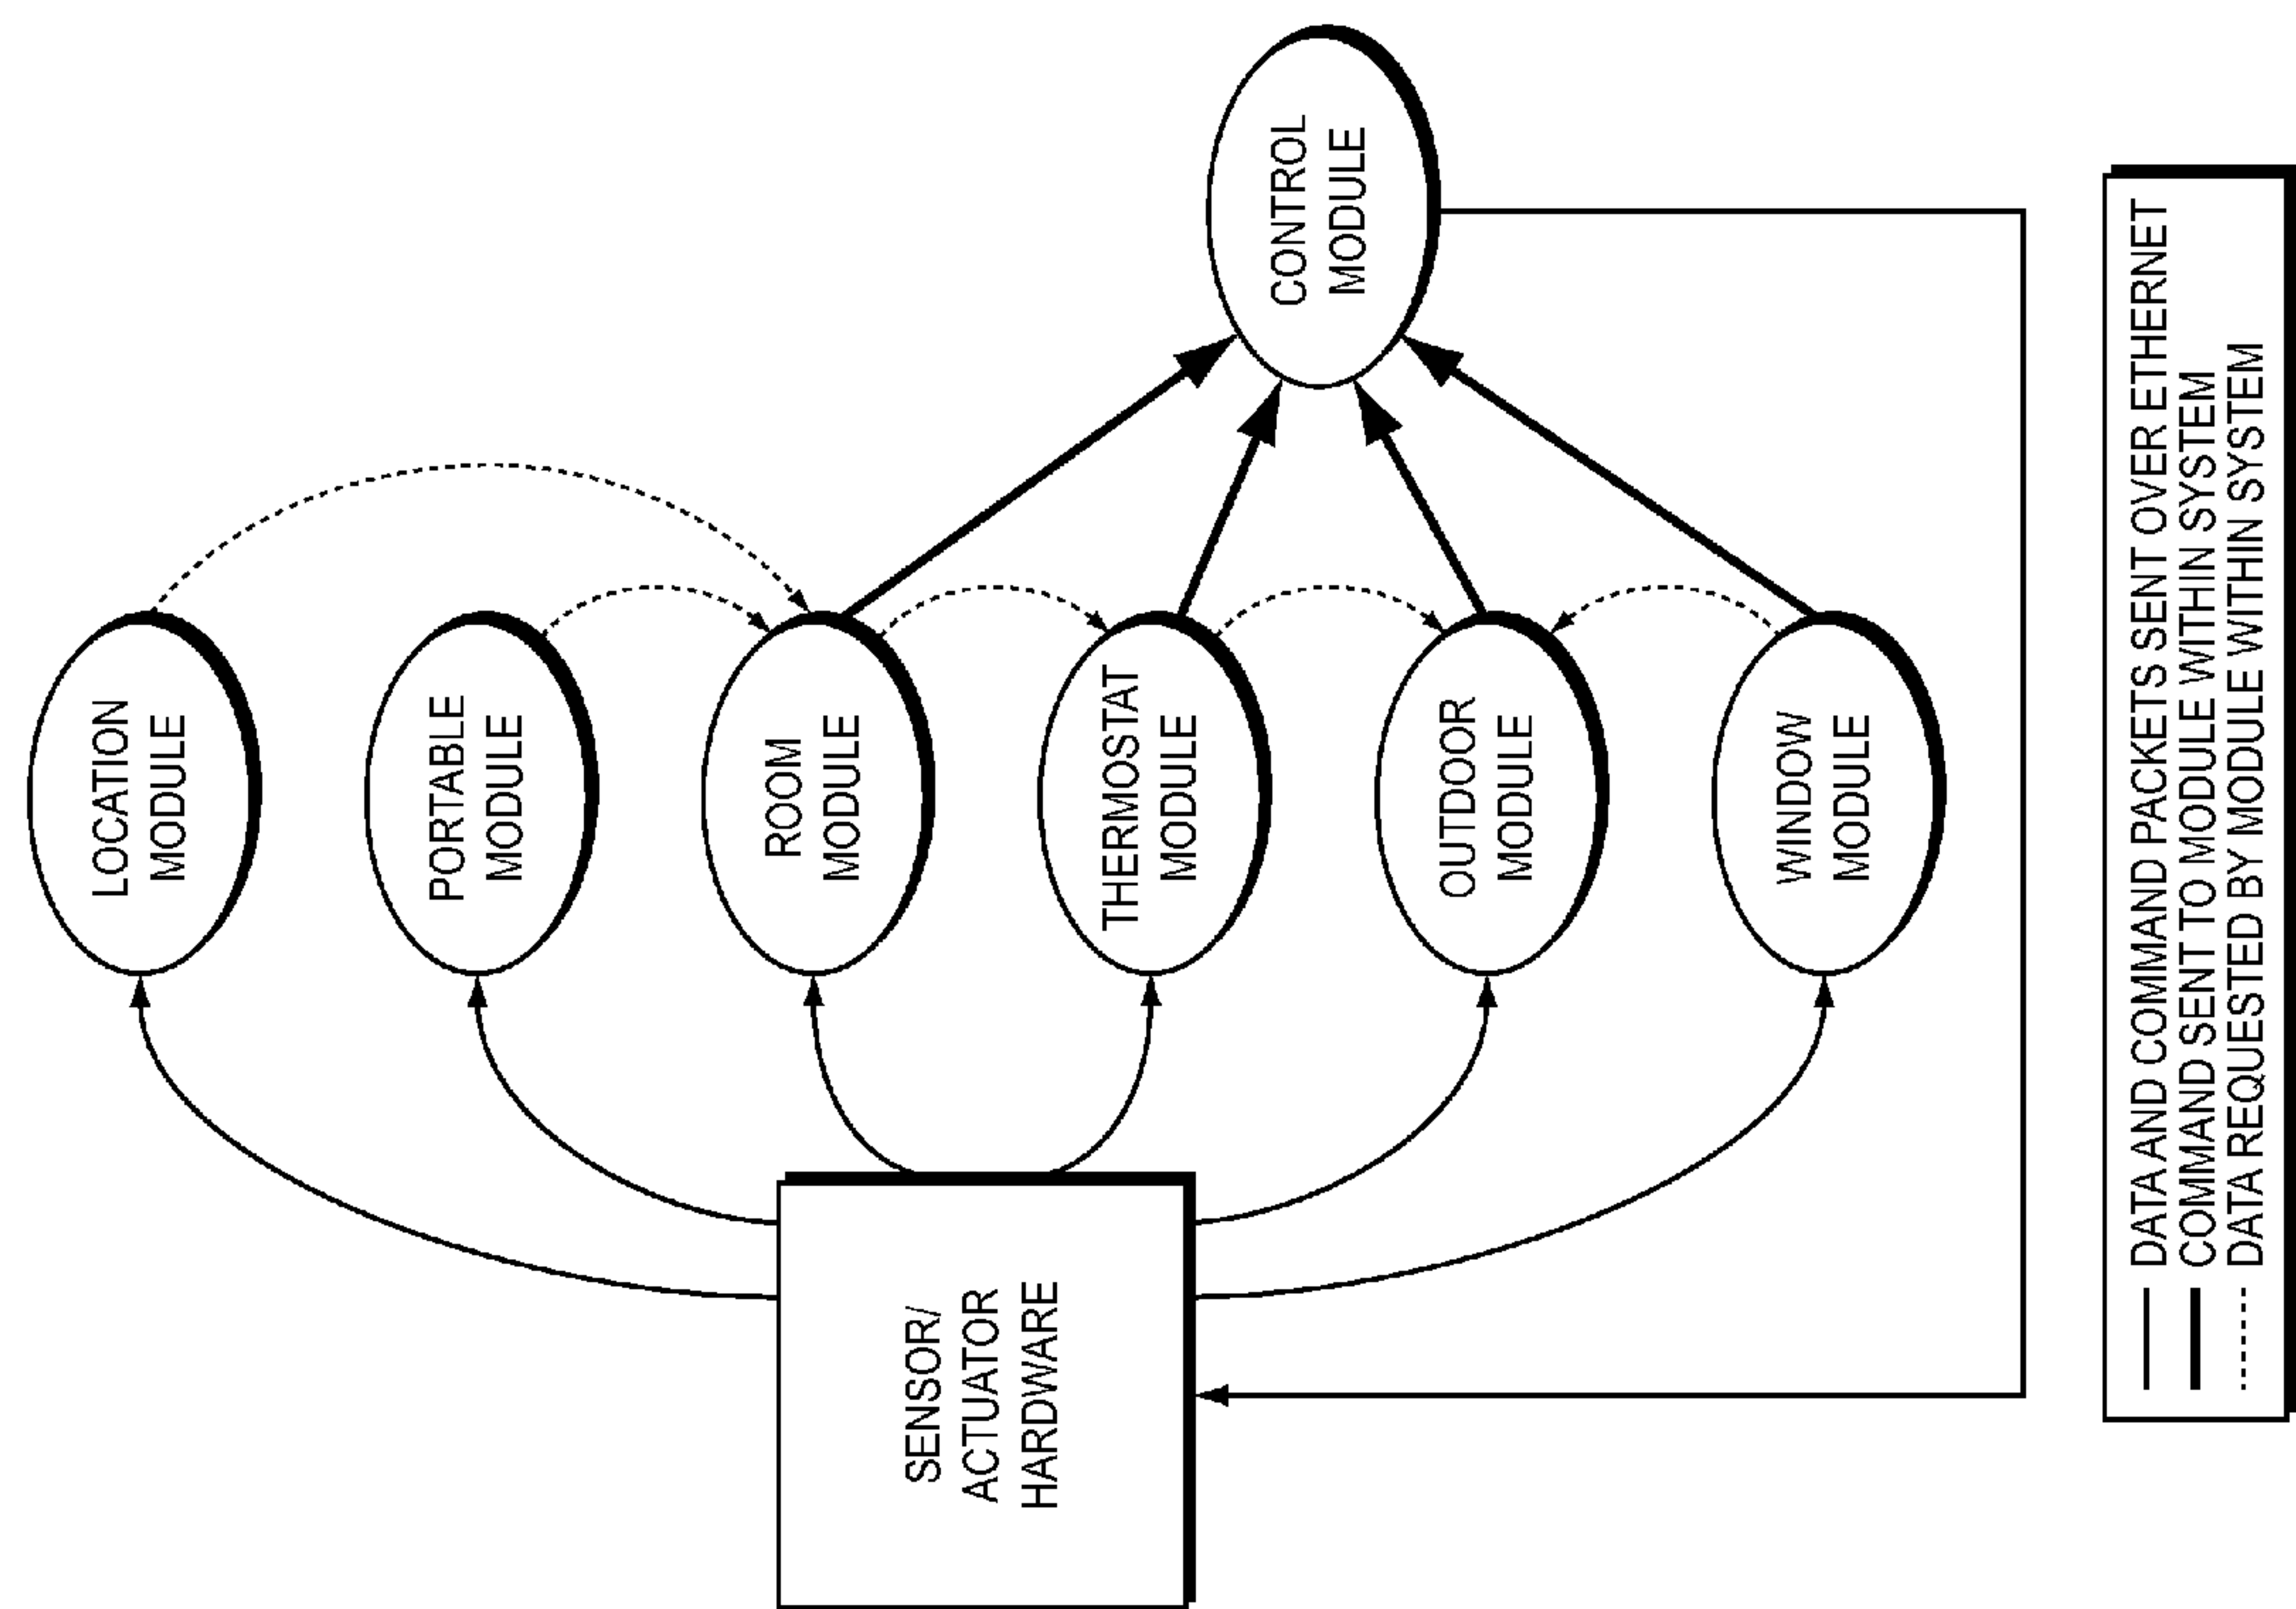 LOCATION
MODULE
PORTABLE
MODULE
ROOM
MODULE
THERMOSTAT
MODULE
OUTDOOR
MODULE
WINDOW
MODULE
CONTROL
MODULE
SENSOR/
ACTUATOR
HARDWARE
DATA AND COMMAND PACKETS SENT OVER ETHERNET
COMMAND SENT TO MODULE WITHIN SYSTEM
DATA REQUESTED BY MODULE WITHIN SYSTEM